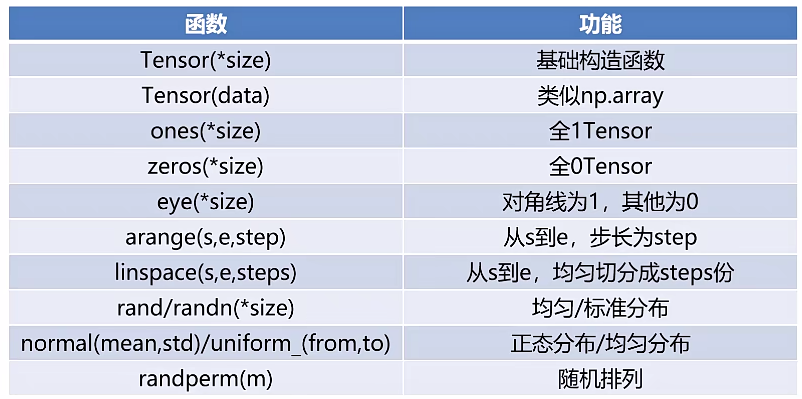 函数 功能
Tensor(*size) 基础构造函数
Tensor(data) 类似np.array
ones(*size) 全1Tensor
zeros(*size) 全0Tensor
eye(*size) 对角线为1，其他为0
arange(s,e,step) 从s到e，步长为step
linspace(s,e,steps) 从s到e，均匀切分成steps份
rand/randn(*size) 均匀/标准分布
normal(mean,std)/uniform_(from,to) 正态分布/均匀分布
randperm(m) 随机排列